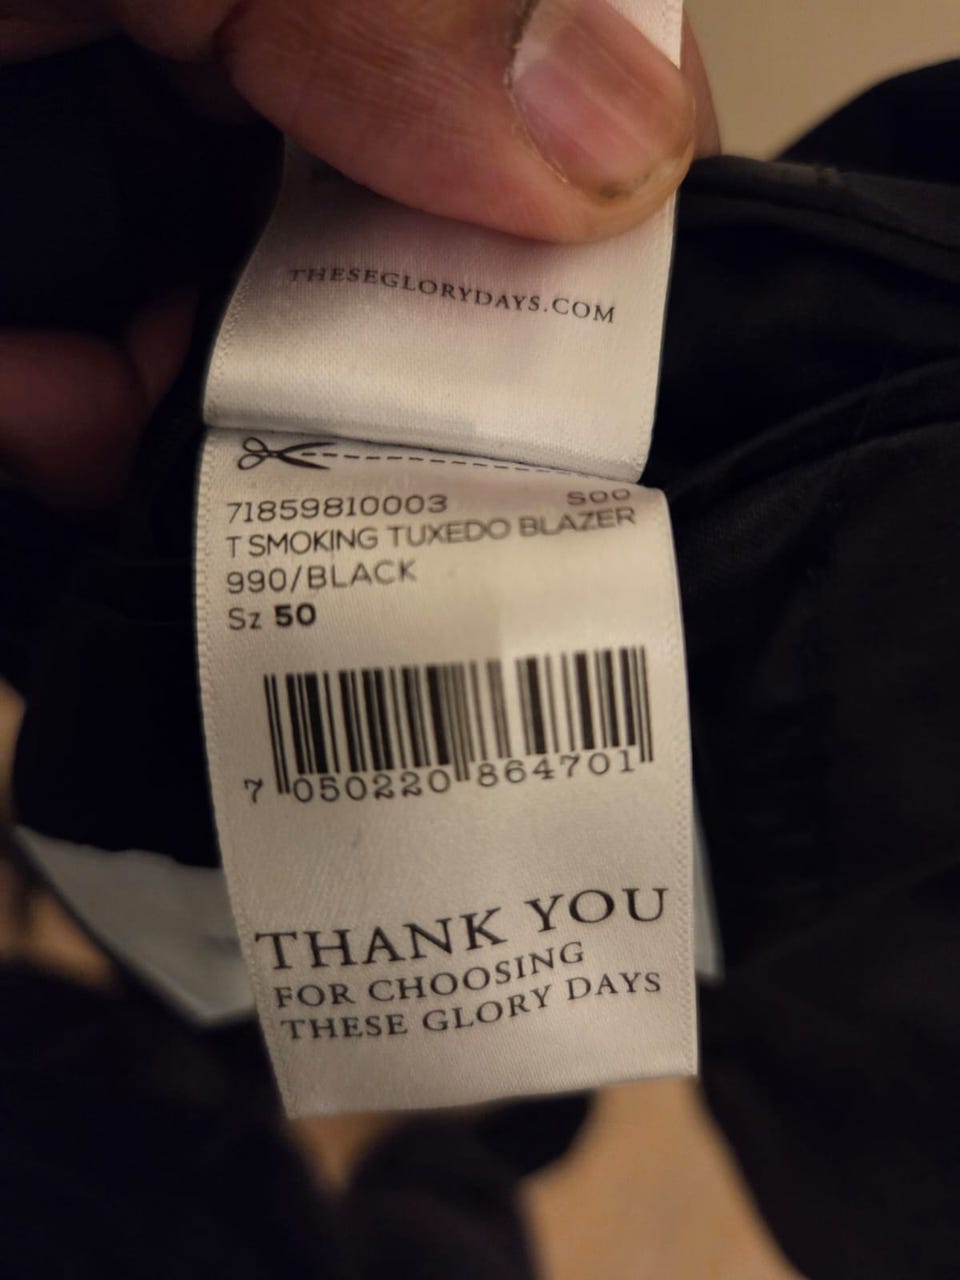 THESEGLORYDAYS.COM
71859810003 SOO
T SMOKING TUXEDO BLAZER
990/BLACK
Sz 50
7 050220 864701
THANK YOU
FOR CHOOSING
THESE GLORY DAYS